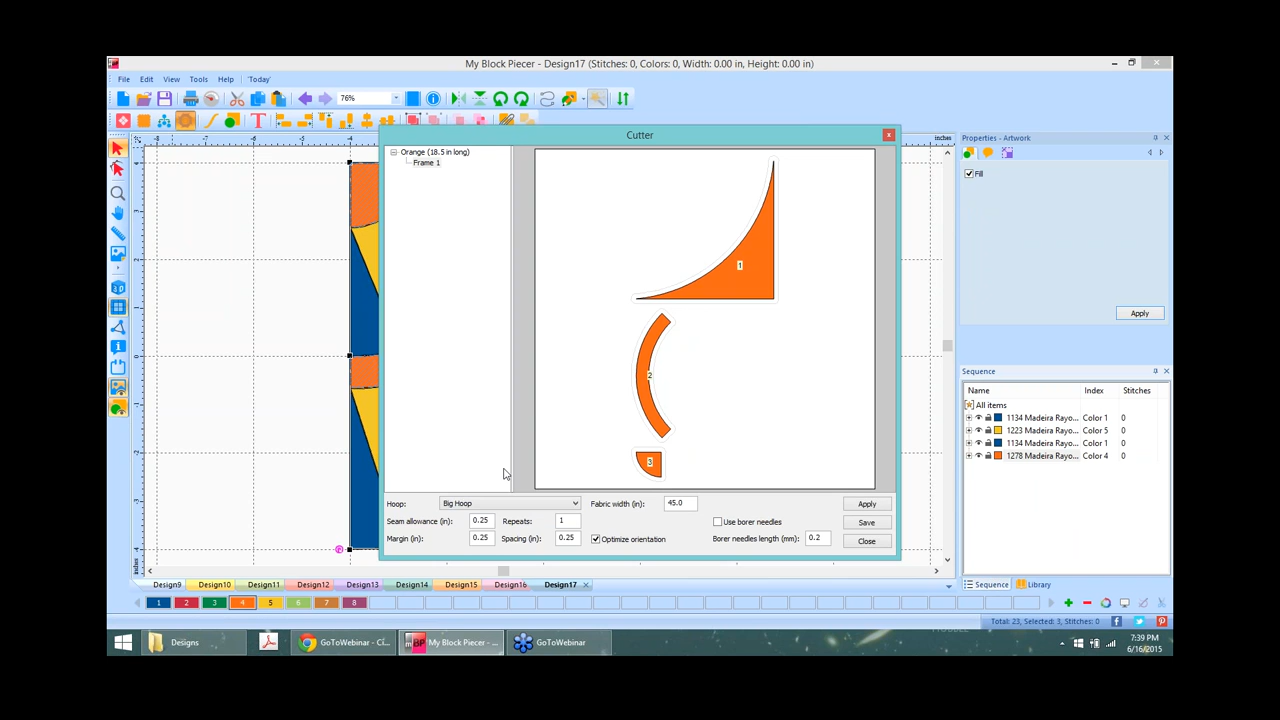 My Block Piecer - Design17 (Stitches: 0, Colors: 0, Width: 0.00 in, Height: 0.00 in)
File Edit View Tools Help 'Today'
76%
Cutter
Orange (18.5 in long)
Frame 1
1
2
3
Hoop: Big Hoop Fabric width (in): 45.0 Apply
Seam allowance (in): 0.25 Repeats: 1 Use borer needles Save
Margin (in): 0.25 Spacing (in): 0.25 Optimize orientation Borer needles length (mm): 0.2 Close
inches
Properties - Artwork
Fill
Apply
Sequence
Name Index Stitches
All items
1134 Madeira Rayo... Color 1 0
1223 Madeira Rayo... Color 5 0
1134 Madeira Rayo... Color 1 0
1278 Madeira Rayo... Color 4 0
Sequence Library
Design9 Design10 Design11 Design12 Design13 Design14 Design15 Design16 Design17
1 2 3 4 5 6 7 8
Total: 23, Selected: 3, Stitches: 0
Designs GoToWebinar - Ci... My Block Piecer - ... GoToWebinar
7:39 PM
6/16/2015